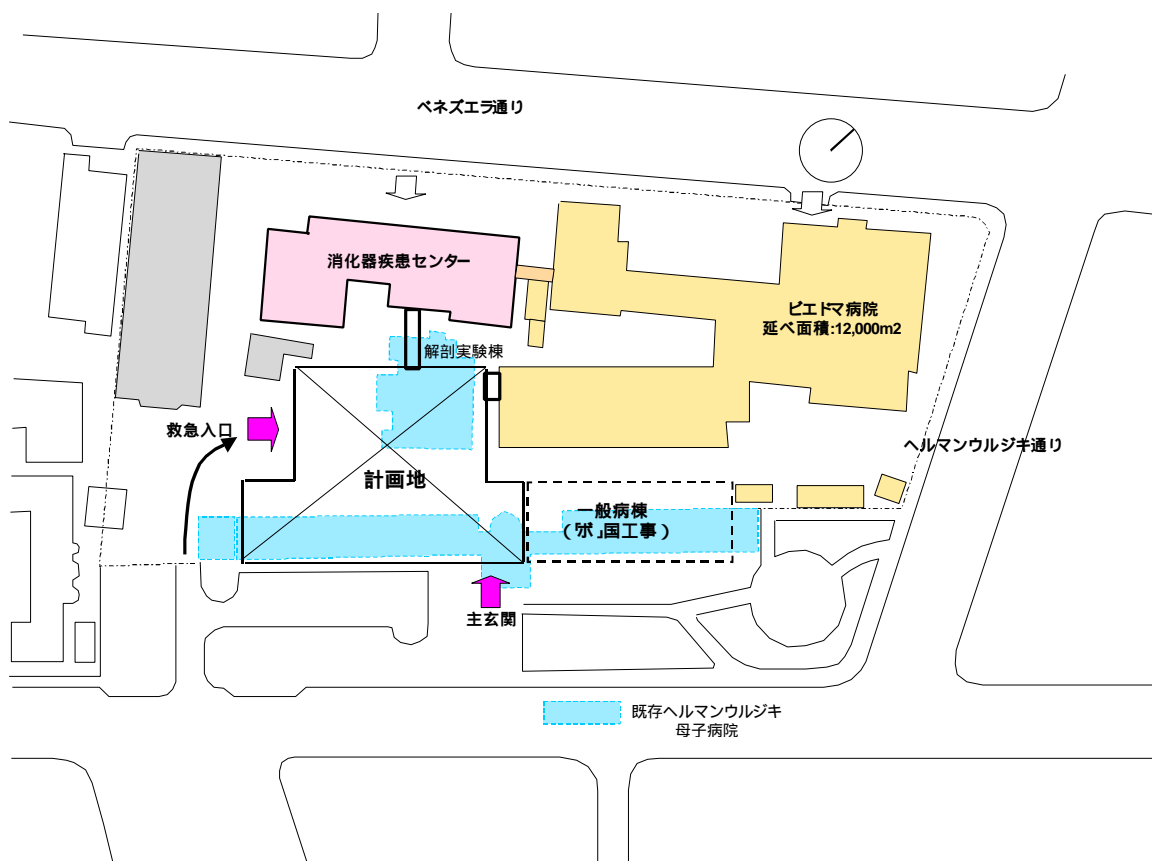 ベネズエラ通り
消化器疾患センター
ビエドマ病院
延べ面積:12,000m2
解剖実験棟
救急入口
ヘルマンウルジキ通り
計画地
一般病棟
(「ボ」国工事)
主玄関
既存ヘルマンウルジキ
母子病院